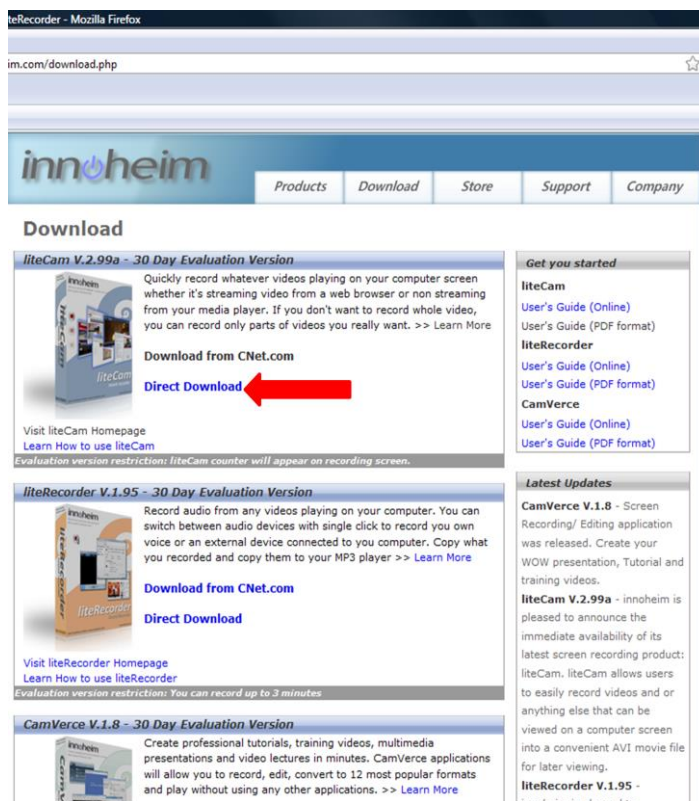 teRecorder - Mozilla Firefox
im.com/download.php
innoheim
Products Download Store Support Company
Download
liteCam V.2.99a - 30 Day Evaluation Version
innoheim
liteCam
liteCam
Quickly record whatever videos playing on your computer screen
whether it's streaming video from a web browser or non streaming
from your media player. If you don't want to record whole video,
you can record only parts of videos you really want. >> Learn More
Download from CNet.com
Direct Download
Visit liteCam Homepage
Learn How to use liteCam
Evaluation version restriction: liteCam counter will appear on recording screen.
liteRecorder V.1.95 - 30 Day Evaluation Version
innoheim
liteRecorder
liteRecorder
Record audio from any videos playing on your computer. You can
switch between audio devices with single click to record you own
voice or an external device connected to you computer. Copy what
you recorded and copy them to your MP3 player >> Learn More
Download from CNet.com
Direct Download
Visit liteRecorder Homepage
Learn How to use liteRecorder
Evaluation version restriction: You can record up to 3 minutes
CamVerce V.1.8 - 30 Day Evaluation Version
innoheim
Create professional tutorials, training videos, multimedia
presentations and video lectures in minutes. CamVerce applications
will allow you to record, edit, convert to 12 most popular formats
and play without using any other applications. >> Learn More
Get you started
liteCam
User's Guide (Online)
User's Guide (PDF format)
liteRecorder
User's Guide (Online)
User's Guide (PDF format)
CamVerce
User's Guide (Online)
User's Guide (PDF format)
Latest Updates
CamVerce V.1.8 - Screen
Recording/ Editing application
was released. Create your
WOW presentation, Tutorial and
training videos.
liteCam V.2.99a - innoheim is
pleased to announce the
immediate availability of its
latest screen recording product:
liteCam. liteCam allows users
to easily record videos and or
anything else that can be
viewed on a computer screen
into a convenient AVI movie file
for later viewing.
liteRecorder V.1.95 -